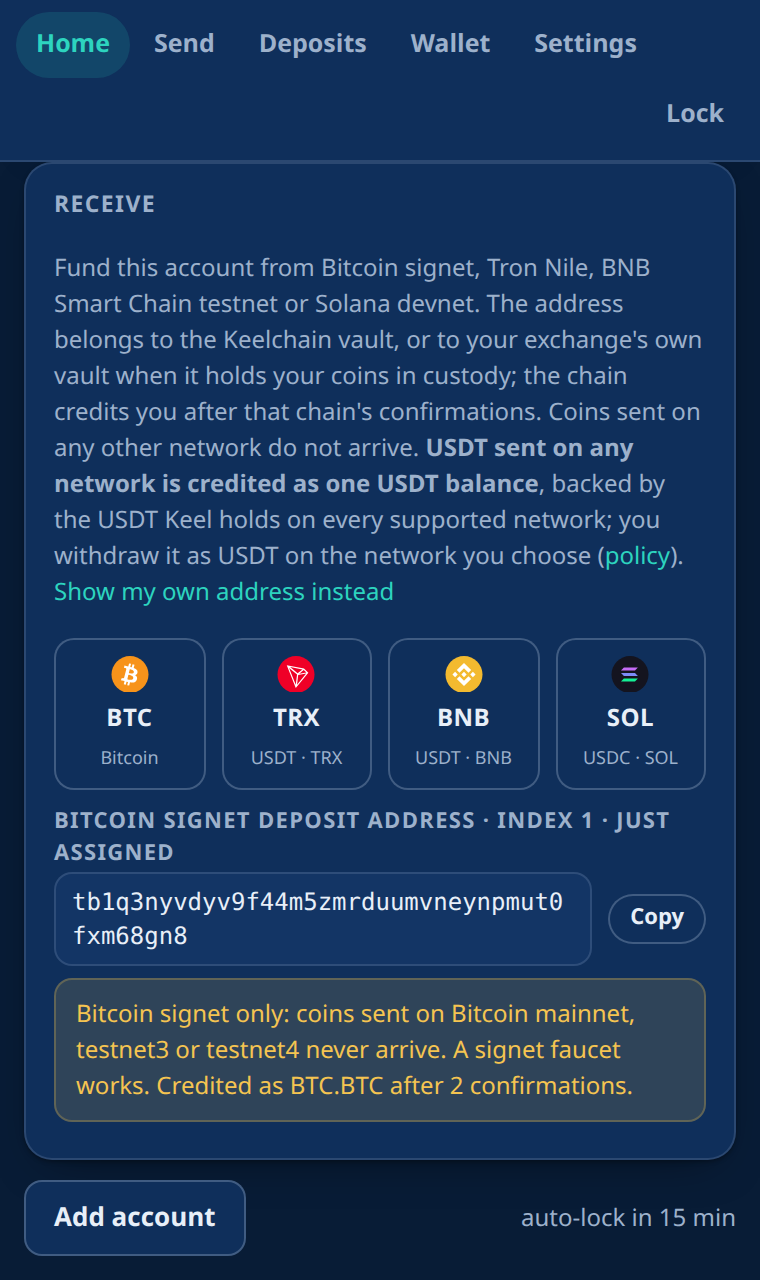 Home Send Deposits Wallet Settings
Lock
RECEIVE
Fund this account from Bitcoin signet, Tron Nile, BNB
Smart Chain testnet or Solana devnet. The address
belongs to the Keelchain vault, or to your exchange's own
vault when it holds your coins in custody; the chain
credits you after that chain's confirmations. Coins sent on
any other network do not arrive. USDT sent on any
network is credited as one USDT balance, backed by
the USDT Keel holds on every supported network; you
withdraw it as USDT on the network you choose (policy).
Show my own address instead
BTC TRX BNB SOL
Bitcoin USDT · TRX USDT · BNB USDC · SOL
BITCOIN SIGNET DEPOSIT ADDRESS · INDEX 1 · JUST
ASSIGNED
tb1q3nyvdyv9f44m5zmrduumvneynpmut0
fxm68gn8
Copy
Bitcoin signet only: coins sent on Bitcoin mainnet,
testnet3 or testnet4 never arrive. A signet faucet
works. Credited as BTC.BTC after 2 confirmations.
Add account auto-lock in 15 min